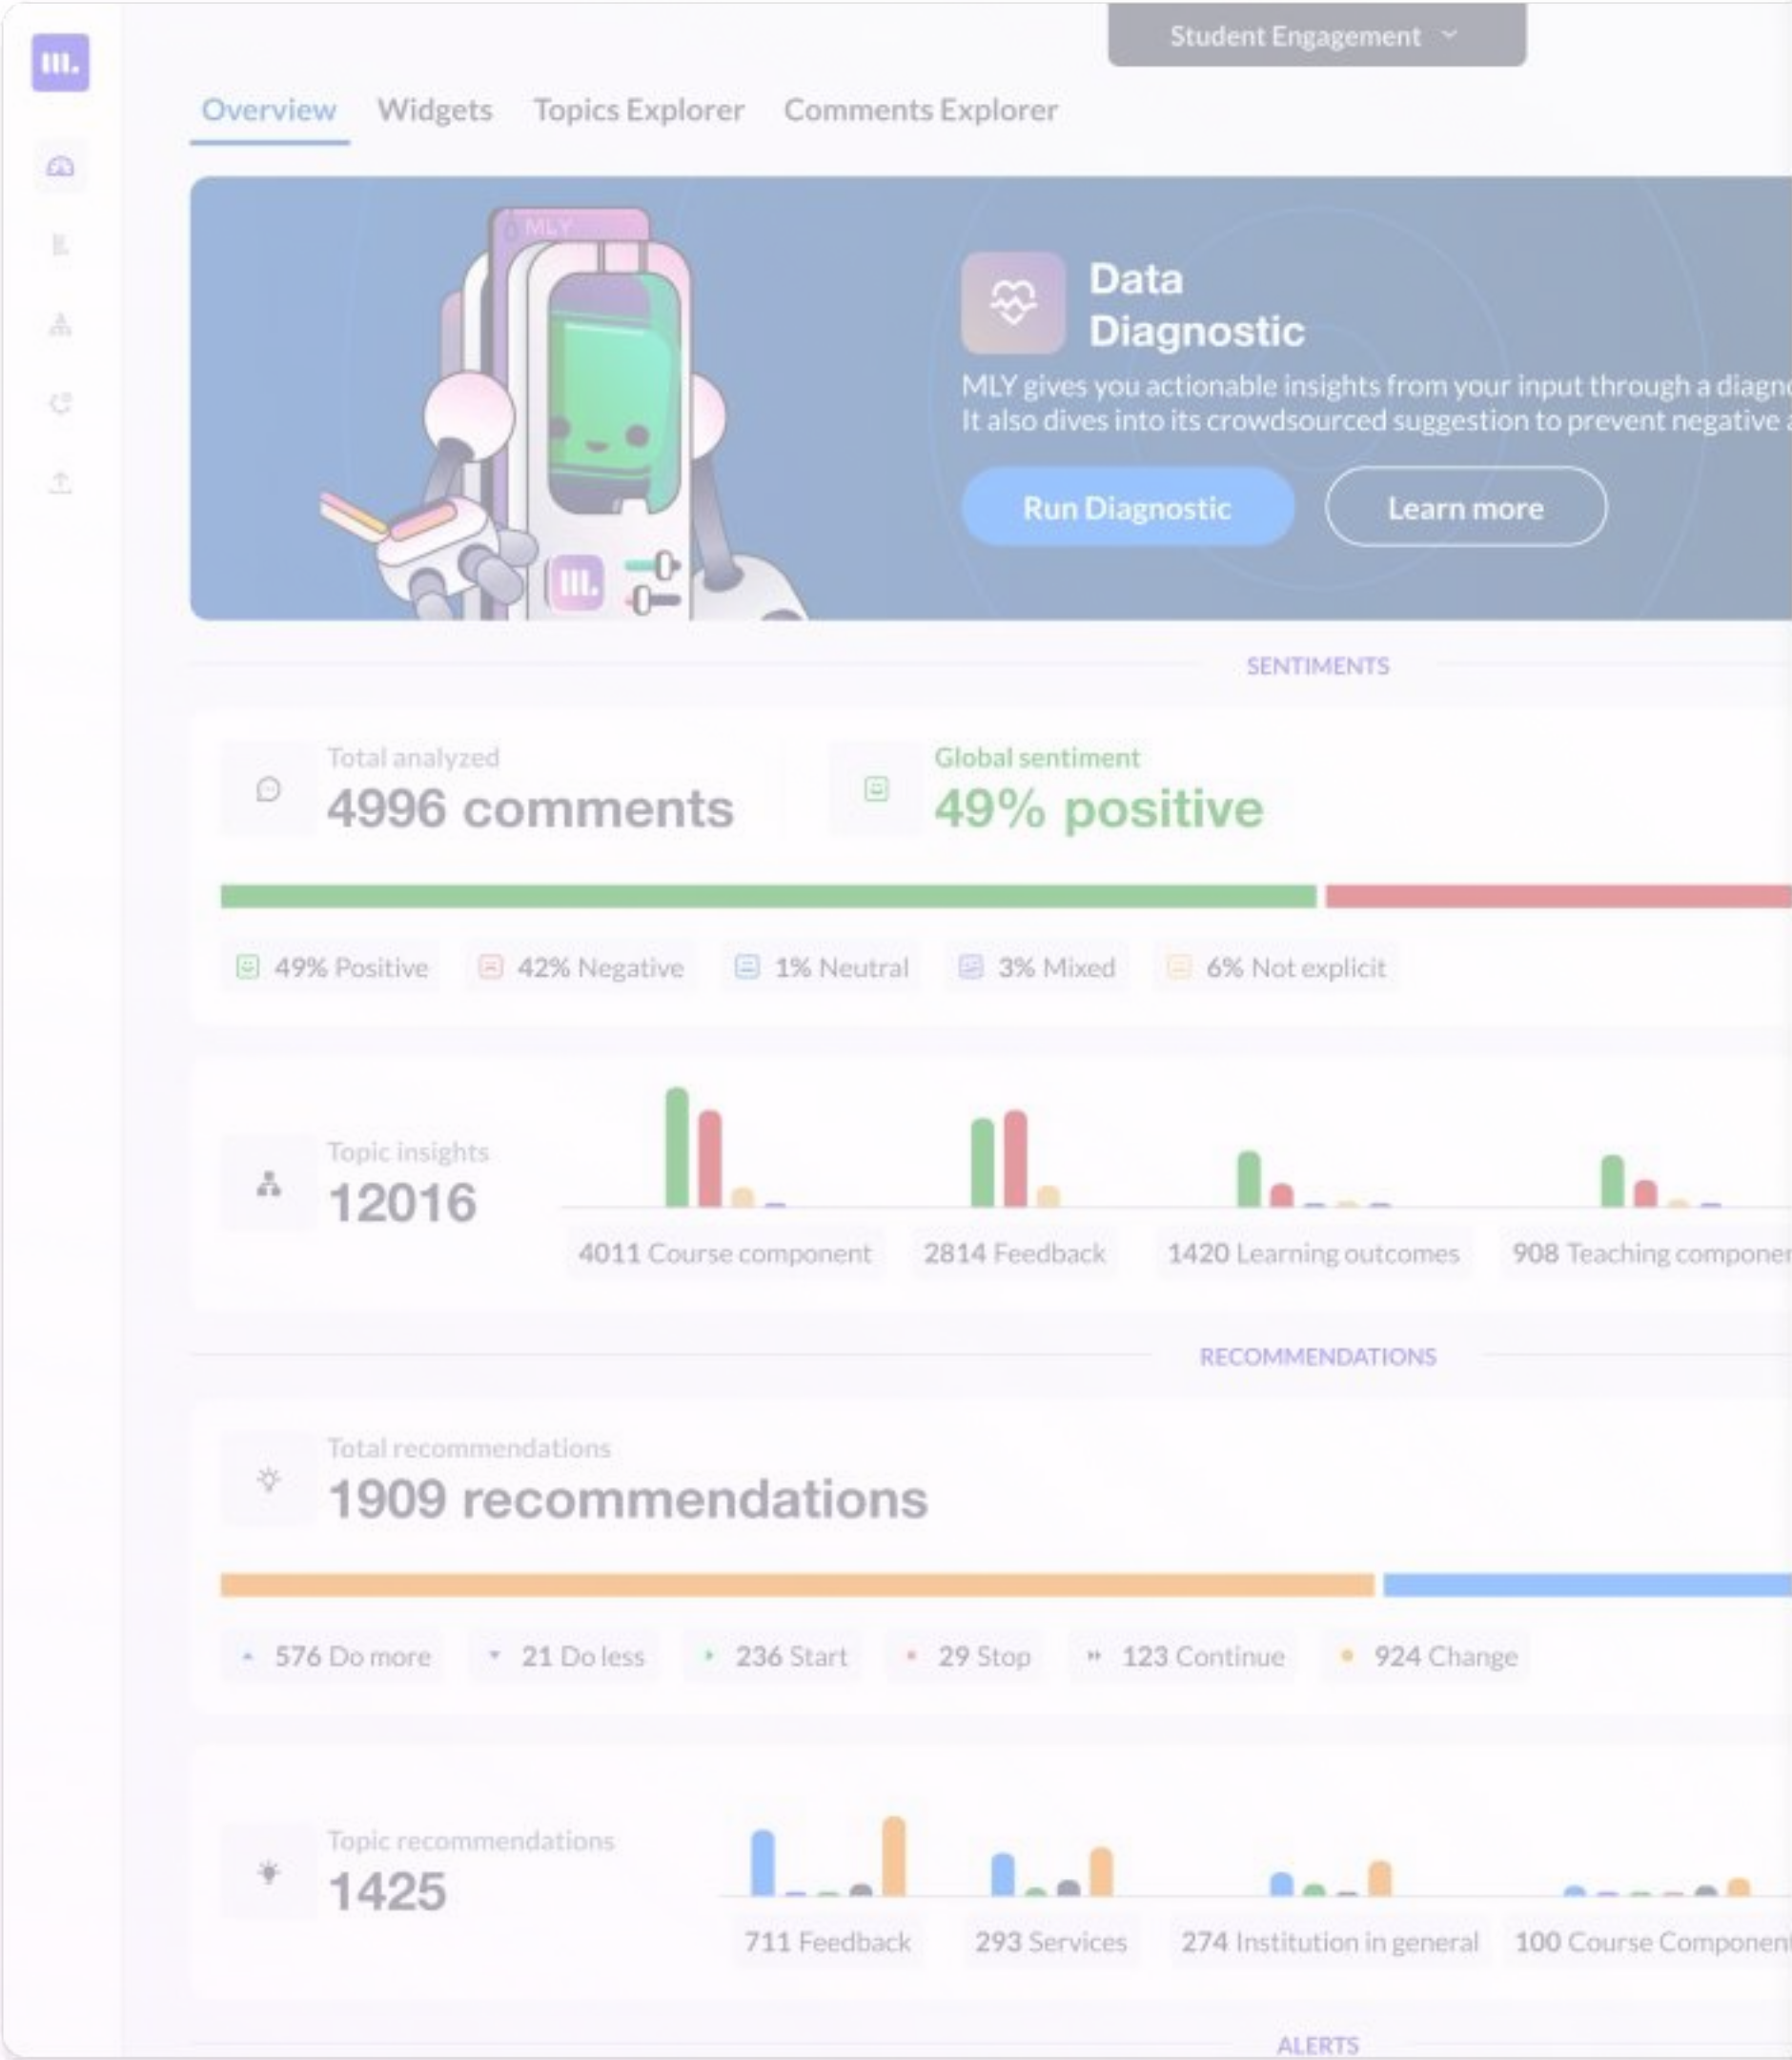 Student Engagement
m.
Overview Widgets Topics Explorer Comments Explorer
MLY
Data
Diagnostic
MLY gives you actionable insights from your input through a
It also dives into its crowdsourced suggestion to prevent negative
Run Diagnostic Learn more
m.
SENTIMENTS
Total analyzed
4996 comments
Global sentiment
49% positive
49% Positive 42% Negative 1% Neutral 3% Mixed 6% Not explicit
Topic insights
12016
4011 Course component 2814 Feedback 1420 Learning outcomes 908 Teaching
RECOMMENDATIONS
Total recommendations
1909 recommendations
576 Do more 21 Do less 236 Start 29 Stop 123 Continue 924 Change
Topic recommendations
1425
711 Feedback 293 Services 274 Institution in general 100 Course Component
ALERTS